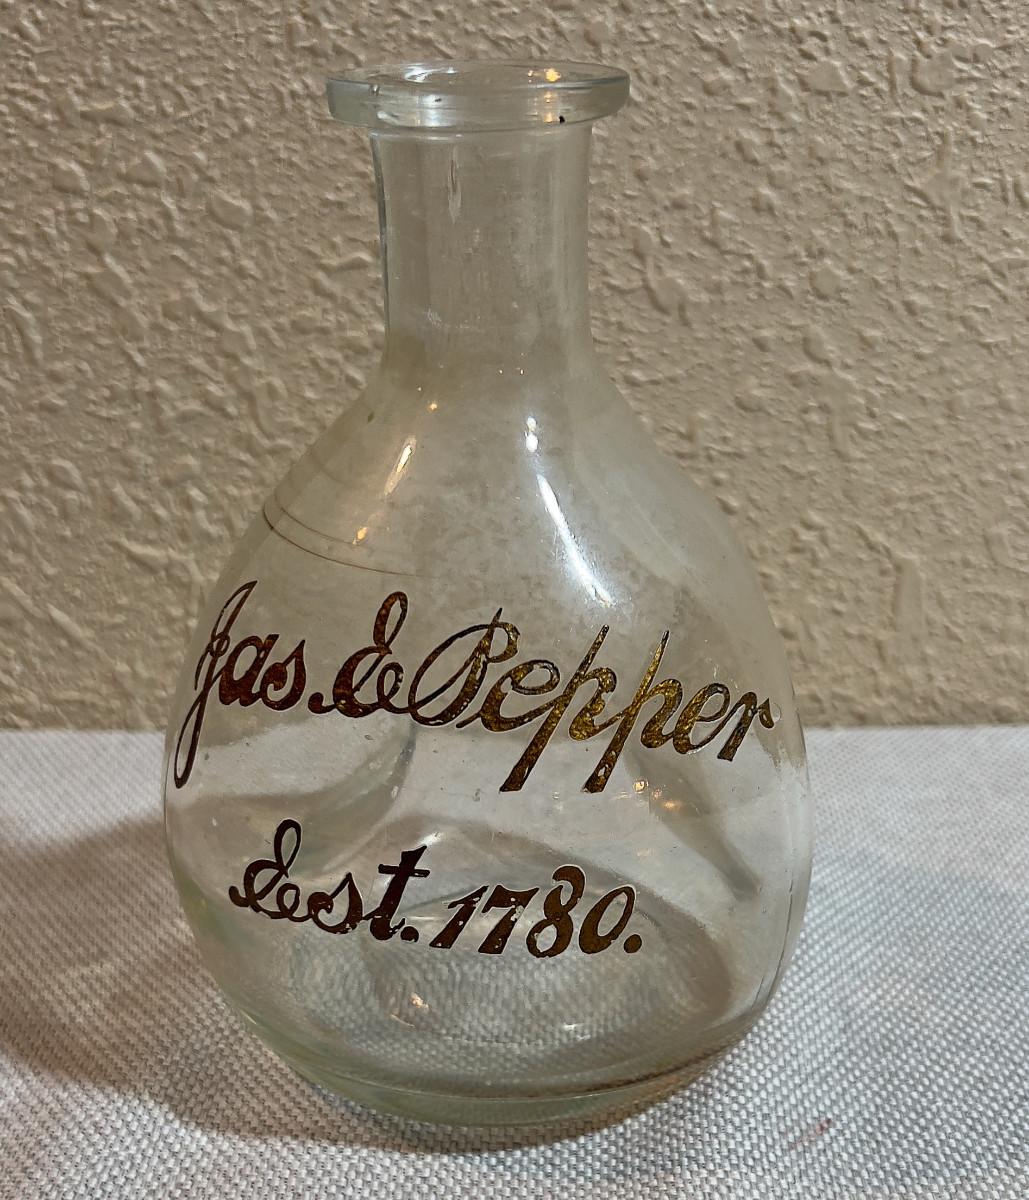 Jas. E Pepper
Est. 1780.